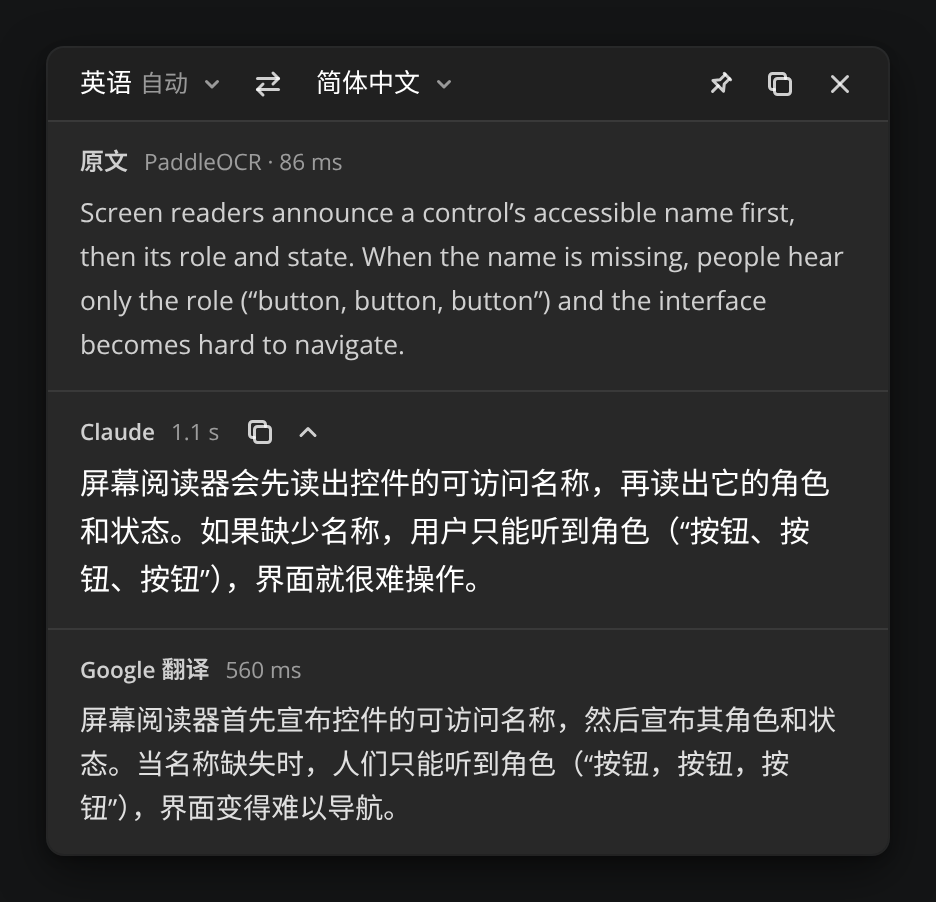 英语 自动 简体中文
原文 PaddleOCR · 86 ms
Screen readers announce a control’s accessible name first,
then its role and state. When the name is missing, people hear
only the role (“button, button, button”) and the interface
becomes hard to navigate.
Claude 1.1 s
屏幕阅读器会先读出控件的可访问名称，再读出它的角色
和状态。如果缺少名称，用户只能听到角色（“按钮、按
钮、按钮”），界面就很难操作。
Google 翻译 560 ms
屏幕阅读器首先宣布控件的可访问名称，然后宣布其角色和状
态。当名称缺失时，人们只能听到角色（“按钮，按钮，按
钮”），界面变得难以导航。